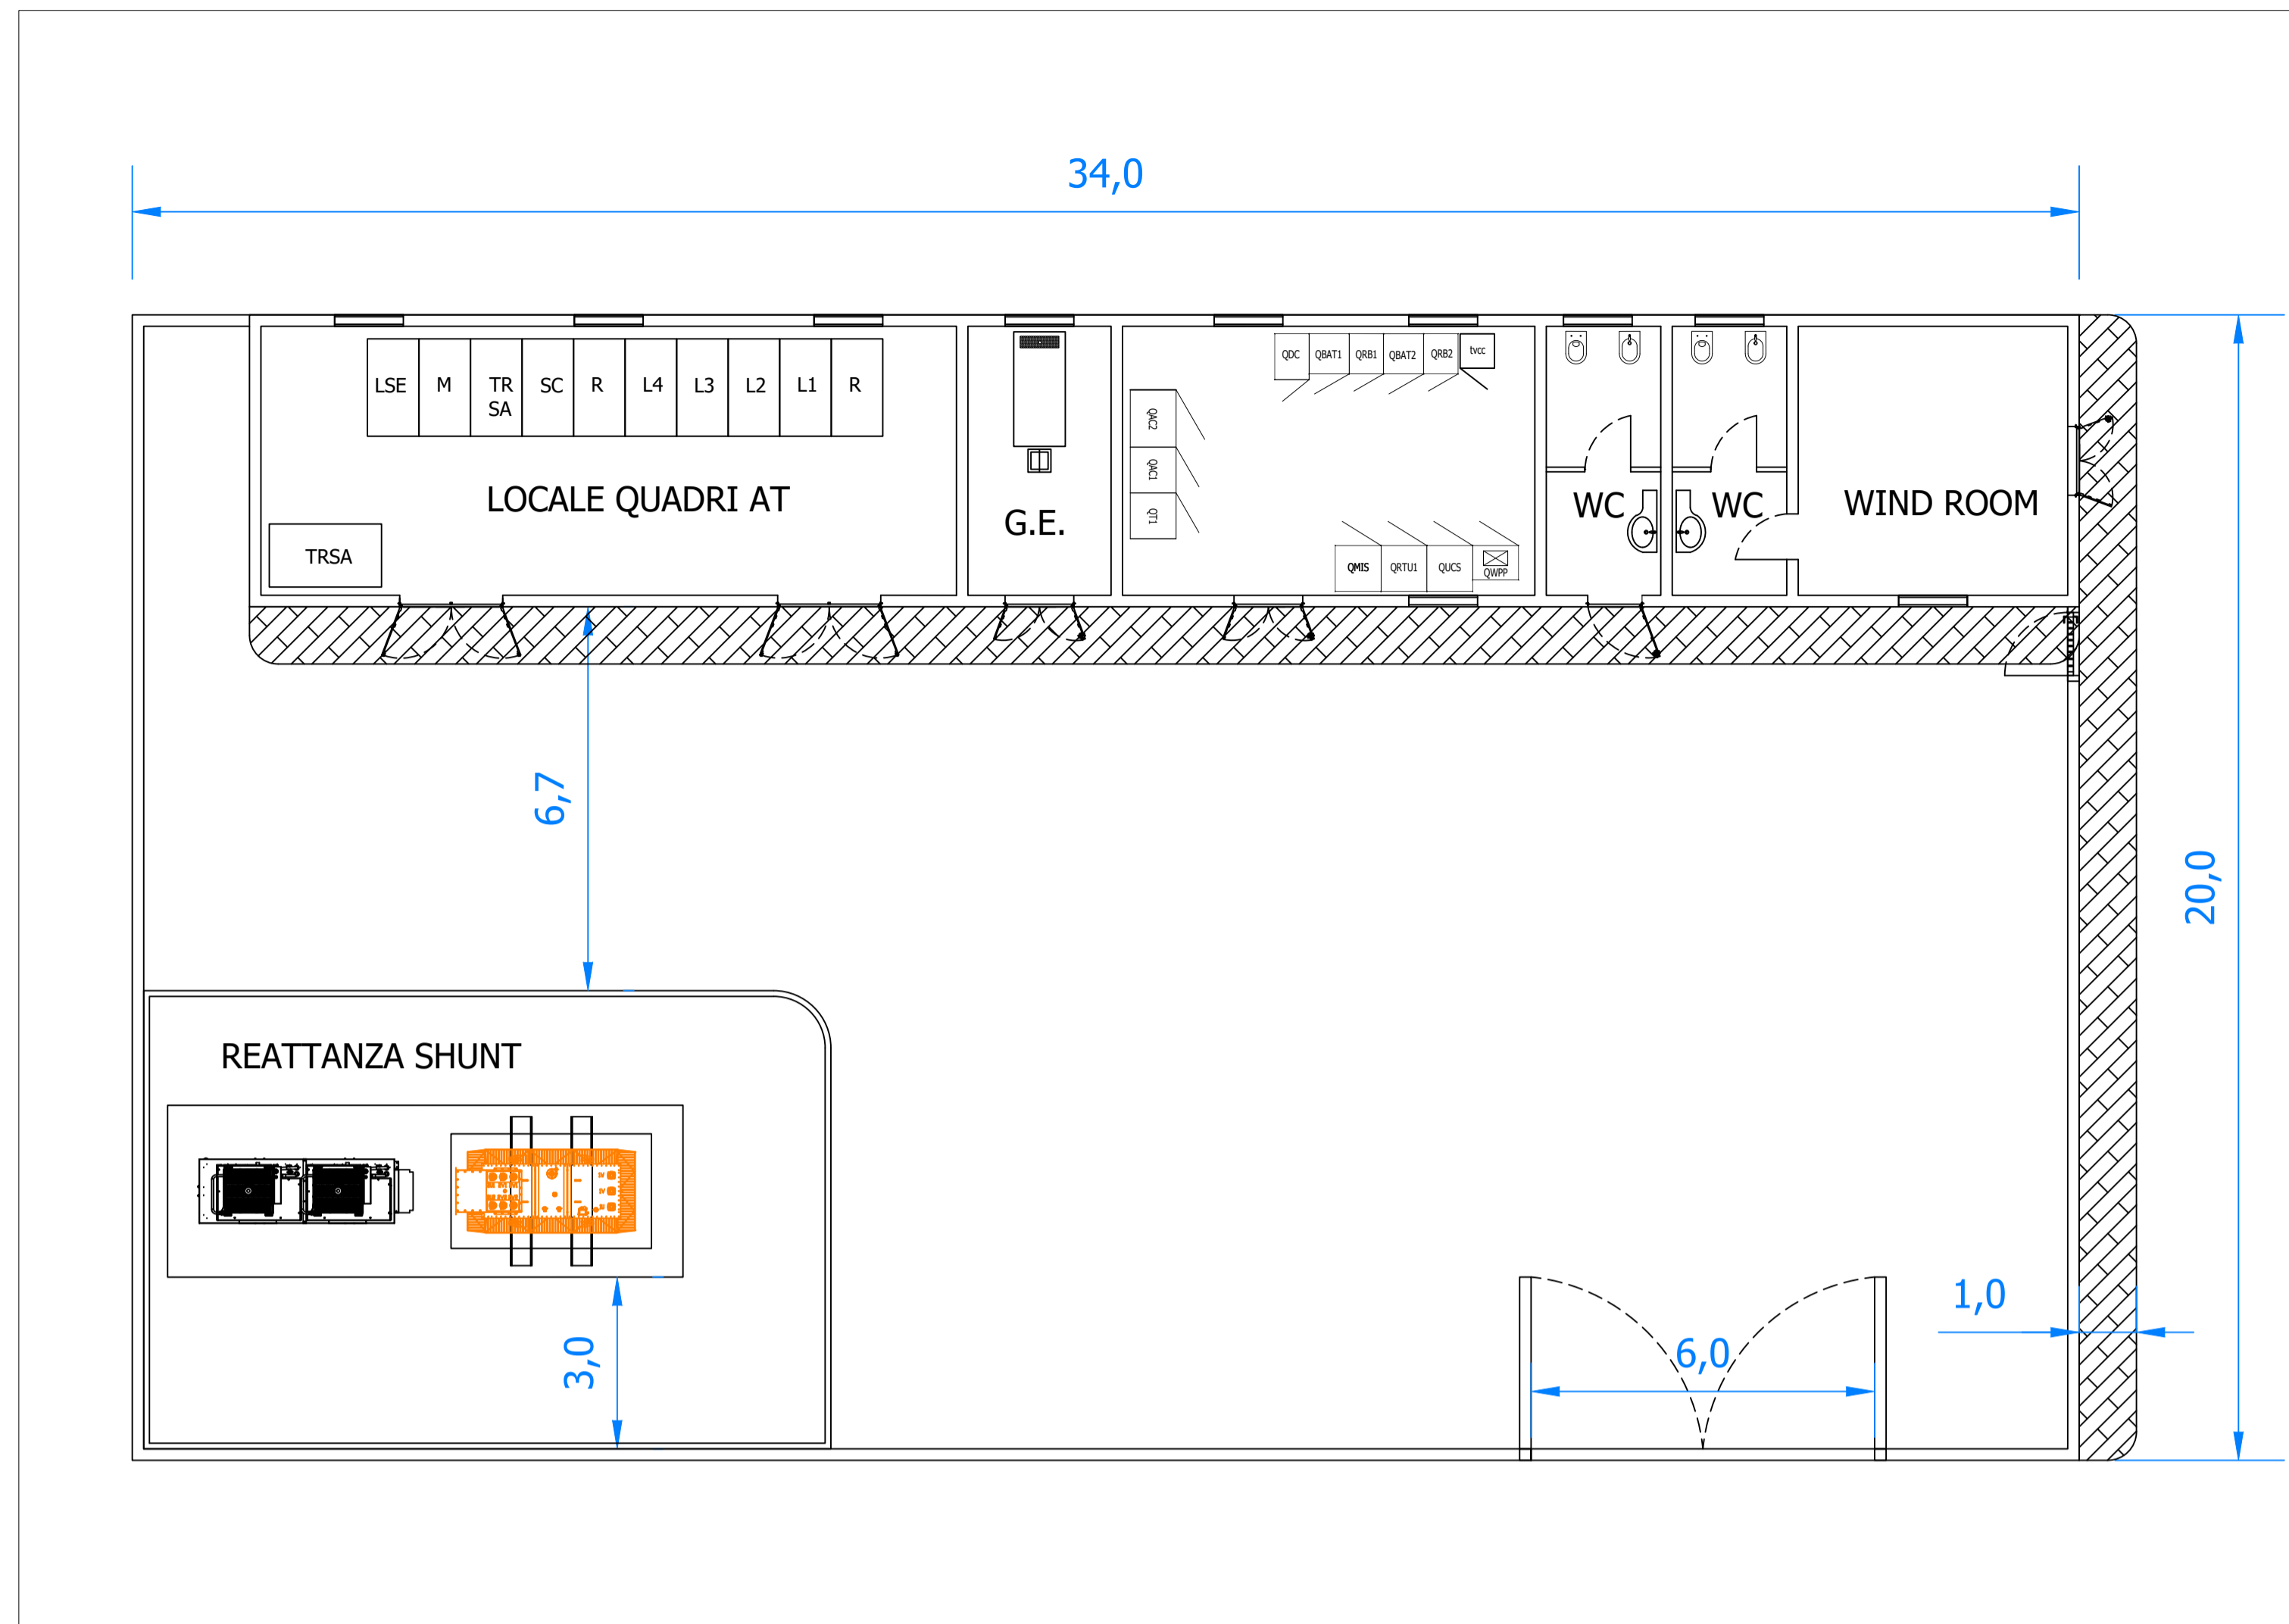 34,0
LSE
M
TR
SA
SC
R
L4
L3
L2
L1
R
LOCALE QUADRI AT
TRSA
G.E.
QDC
QBAT1
QRB1
QBAT2
QRB2
tvcc
QAC2
QAC1
QT1
QMIS
QRTU1
QUCS
QWPP
WC
WC
WIND ROOM
6,7
20,0
REATTANZA SHUNT
3,0
6,0
1,0